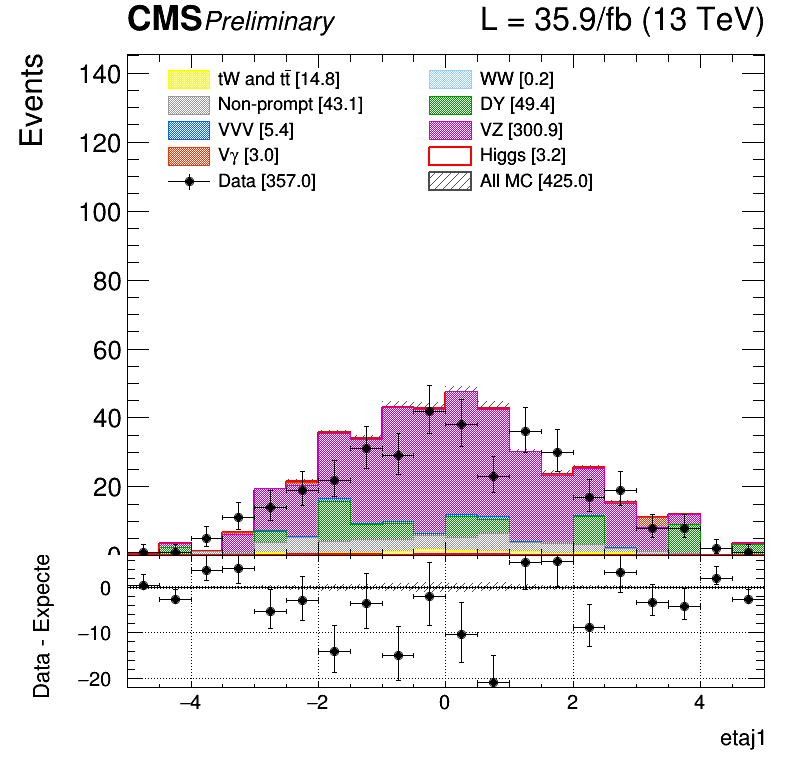 CMS Preliminary L = 35.9/fb (13 TeV)
Events
140
120
100
80
60
40
20
0
tW and tt̄ [14.8] WW [0.2]
Non-prompt [43.1] DY [49.4]
VVV [5.4] VZ [300.9]
Vγ [3.0] Higgs [3.2]
Data [357.0] All MC [425.0]
Data - Expecte
0
−10
−20
−4 −2 0 2 4
etaj1